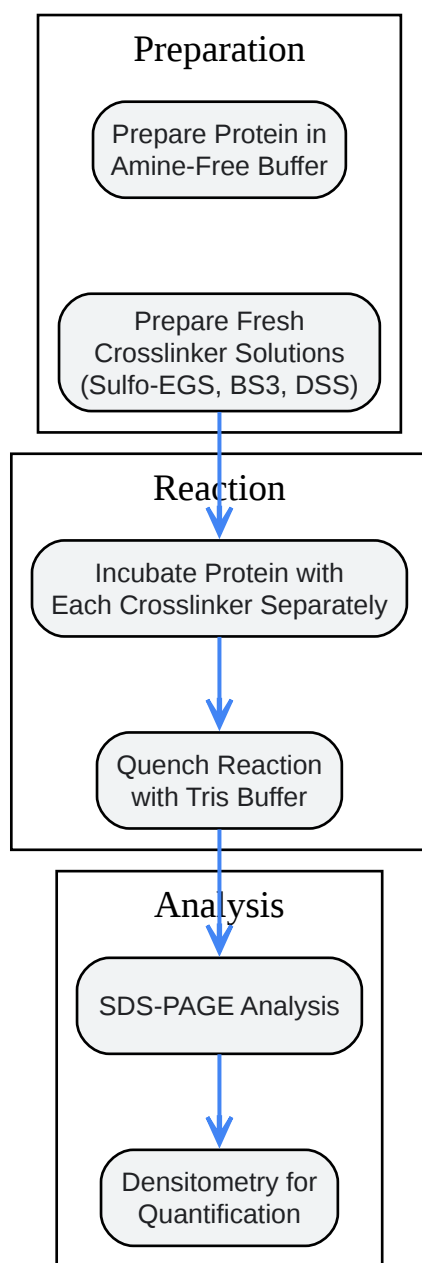 Preparation
Prepare Protein in
Amine-Free Buffer
Prepare Fresh
Crosslinker Solutions
(Sulfo-EGS, BS3, DSS)
Reaction
Incubate Protein with
Each Crosslinker Separately
Quench Reaction
with Tris Buffer
Analysis
SDS-PAGE Analysis
Densitometry for
Quantification